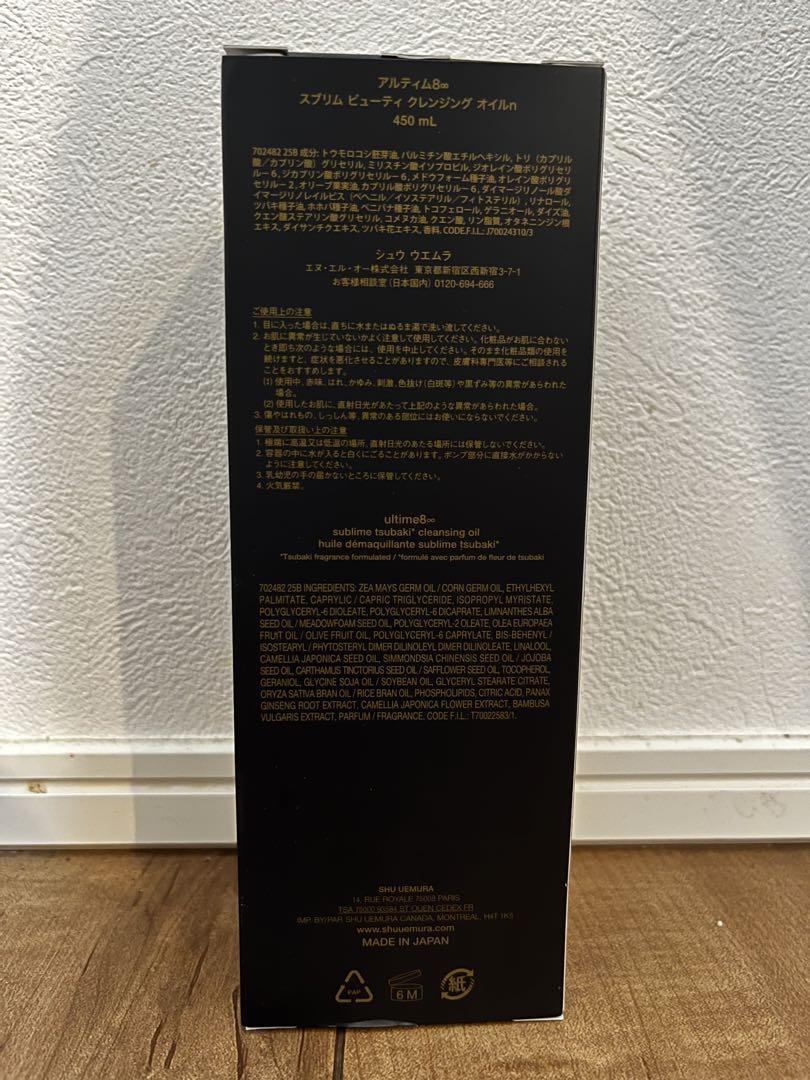 アルティム8∞
スブリム ビューティ クレンジング オイルn
450 mL
702482 25B 成分: トウモロコシ胚芽油, パルミチン酸エチルヘキシル, トリ（カプリル
酸／カプリン酸）グリセリル, ミリスチン酸イソプロピル, ジオレイン酸ポリグリセリ
ル－６, ジカプリン酸ポリグリセリル－６, メドウフォーム種子油, オレイン酸ポリグリ
セリル－２, オリーブ果実油, カプリル酸ポリグリセリル－６, ダイマージリノール酸ダ
イマージリノレイルビス（ベヘニル／イソステアリル／フィトステリル）, リナロール,
ツバキ種子油, ホホバ種子油, ベニバナ種子油, トコフェロール, ゲラニオール, ダイズ油,
クエン酸ステアリン酸グリセリル, コメヌカ油, クエン酸, リン脂質, オタネニンジン根
エキス, ダイサンチクエキス, ツバキ花エキス, 香料. CODE.F.I.L.: J70024310/3
シュウ ウエムラ
エヌ・エル・オー株式会社 東京都新宿区西新宿3-7-1
お客様相談室（日本国内）0120-694-666
ご使用上の注意
1. 目に入った場合は、直ちに水またはぬるま湯で洗い流してください。
2. お肌に異常が生じていないかよく注意して使用してください。化粧品がお肌に合わない
とき即ち次のような場合には、使用を中止してください。そのまま化粧品類の使用を
続けますと、症状を悪化させることがありますので、皮膚科専門医等にご相談される
ことをおすすめします。
(1) 使用中、赤味、はれ、かゆみ、刺激、色抜け（白斑等）や黒ずみ等の異常があらわれた
場合。
(2) 使用したお肌に、直射日光があたって上記のような異常があらわれた場合。
3. 傷やはれもの、しっしん等、異常のある部位にはお使いにならないでください。
保管及び取扱い上の注意
1. 極端に高温又は低温の場所、直射日光のあたる場所には保管しないでください。
2. 容器の中に水が入ると白くにごることがあります。ポンプ部分に直接水がかからない
ように注意してください。
3. 乳幼児の手の届かないところに保管してください。
4. 火気厳禁。
ultime8∞
sublime tsubaki* cleansing oil
huile démaquillante sublime tsubaki*
*Tsubaki fragrance formulated / *formulé avec parfum de fleur de tsubaki
702482 25B INGREDIENTS: ZEA MAYS GERM OIL / CORN GERM OIL, ETHYLHEXYL
PALMITATE, CAPRYLIC / CAPRIC TRIGLYCERIDE, ISOPROPYL MYRISTATE,
POLYGLYCERYL-6 DIOLEATE, POLYGLYCERYL-6 DICAPRATE, LIMNANTHES ALBA
SEED OIL / MEADOWFOAM SEED OIL, POLYGLYCERYL-2 OLEATE, OLEA EUROPAEA
FRUIT OIL / OLIVE FRUIT OIL, POLYGLYCERYL-6 CAPRYLATE, BIS-BEHENYL /
ISOSTEARYL / PHYTOSTERYL DIMER DILINOLEYL DIMER DILINOLEATE, LINALOOL,
CAMELLIA JAPONICA SEED OIL, SIMMONDSIA CHINENSIS SEED OIL / JOJOBA
SEED OIL, CARTHAMUS TINCTORIUS SEED OIL / SAFFLOWER SEED OIL, TOCOPHEROL,
GERANIOL, GLYCINE SOJA OIL / SOYBEAN OIL, GLYCERYL STEARATE CITRATE,
ORYZA SATIVA BRAN OIL / RICE BRAN OIL, PHOSPHOLIPIDS, CITRIC ACID, PANAX
GINSENG ROOT EXTRACT, CAMELLIA JAPONICA FLOWER EXTRACT, BAMBUSA
VULGARIS EXTRACT, PARFUM / FRAGRANCE. CODE F.I.L.: T70022583/1.
SHU UEMURA
14, RUE ROYALE 75008 PARIS
TSA 75000 93584 ST OUEN CEDEX FR
IMP. BY/PAR SHU UEMURA CANADA, MONTREAL, H4T 1K5
www.shuuemura.com
MADE IN JAPAN
PAP
6 M
紙